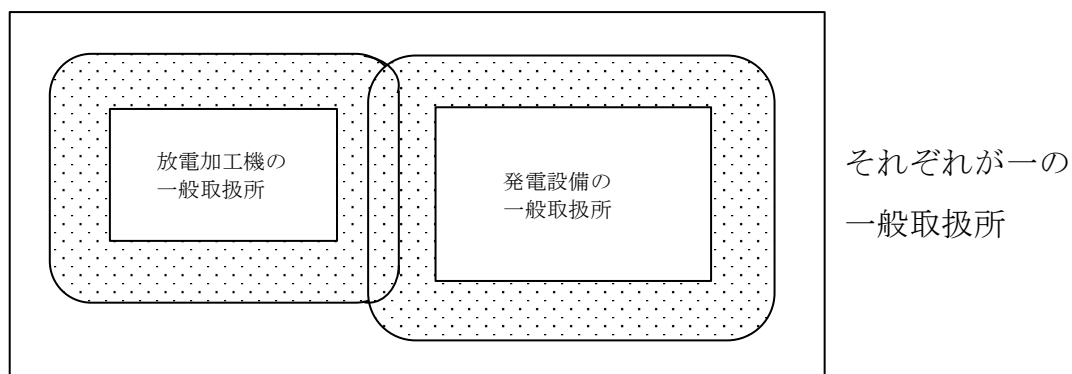 放電加工機の
一般取扱所
発電設備の
一般取扱所
それぞれが一の
一般取扱所